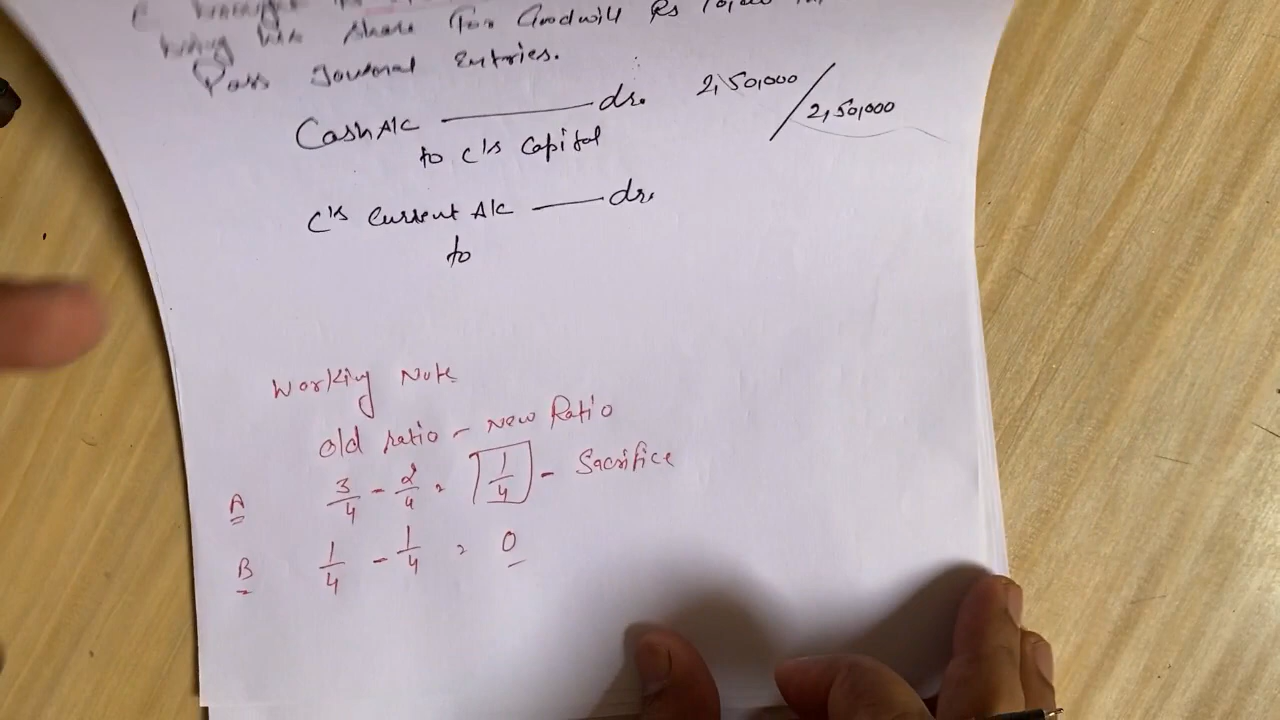 his share for Goodwill Rs
Pass Journal Entries.
Cash A/c ——— dr. 2,50,000
to C's Capital 2,50,000
C's Current A/c —— dr.
to
Working Note
old ratio - New Ratio
A 3/4 - 2/4 = 1/4 - Sacrifice
B 1/4 - 1/4 = 0